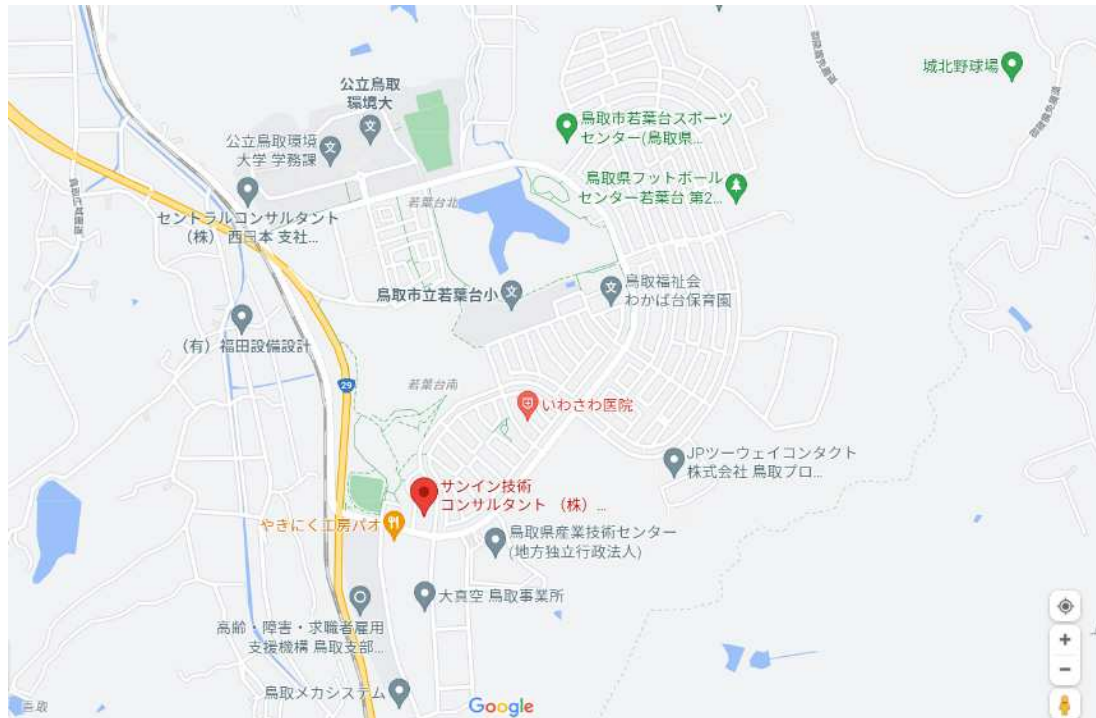 城北野球場
公立鳥取
環境大
鳥取市若葉台スポーツ
センター(鳥取県...
公立鳥取環境
大学 学務課
鳥取県フットボール
センター若葉台 第2...
若葉台北
セントラルコンサルタント
(株) 西日本 支社...
鳥取市立若葉台小
鳥取福祉会
わかば台保育園
(有)福田設備設計
29
若葉台南
いわさわ医院
JPツーウェイコンタクト
株式会社 鳥取プロ...
サンイン技術
コンサルタント (株) ...
やきにく工房パオ
鳥取県産業技術センター
(地方独立行政法人)
大真空 鳥取事業所
高齢・障害・求職者雇用
支援機構 鳥取支部...
鳥取メカシステム
Google